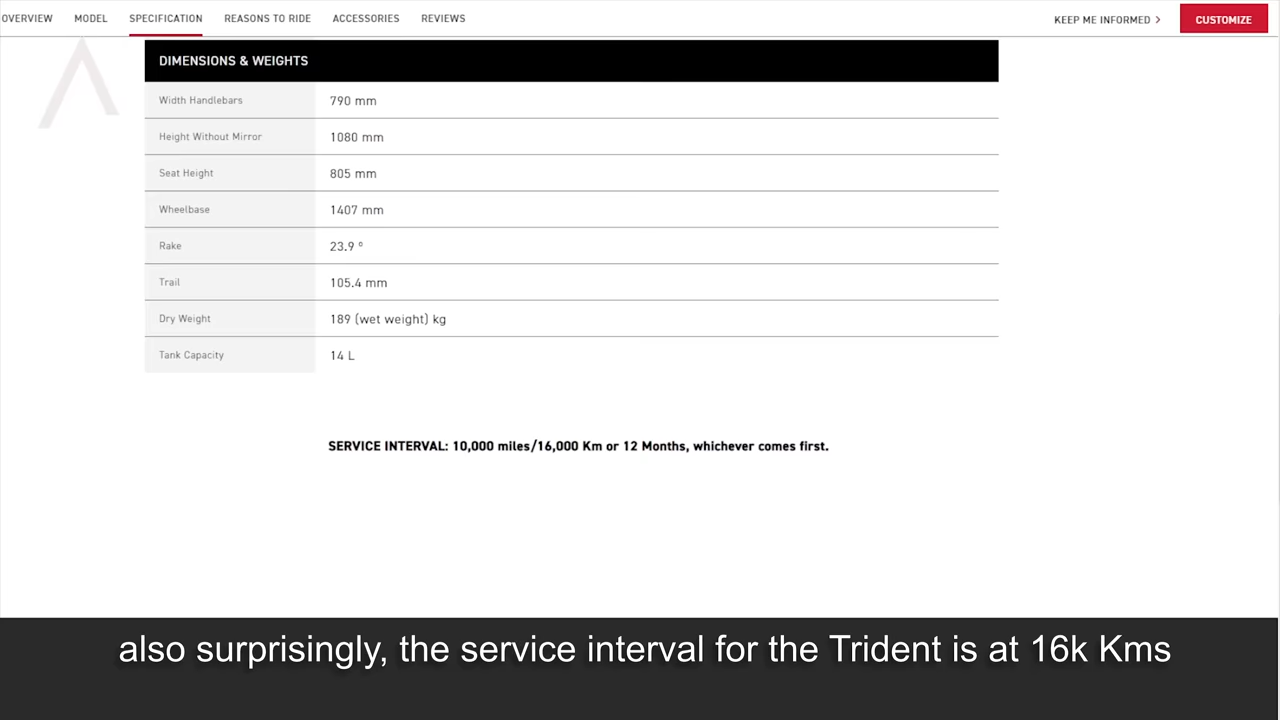 OVERVIEW MODEL SPECIFICATION REASONS TO RIDE ACCESSORIES REVIEWS KEEP ME INFORMED > CUSTOMIZE
DIMENSIONS & WEIGHTS
Width Handlebars 790 mm
Height Without Mirror 1080 mm
Seat Height 805 mm
Wheelbase 1407 mm
Rake 23.9 º
Trail 105.4 mm
Dry Weight 189 (wet weight) kg
Tank Capacity 14 L
SERVICE INTERVAL: 10,000 miles/16,000 Km or 12 Months, whichever comes first.
also surprisingly, the service interval for the Trident is at 16k Kms